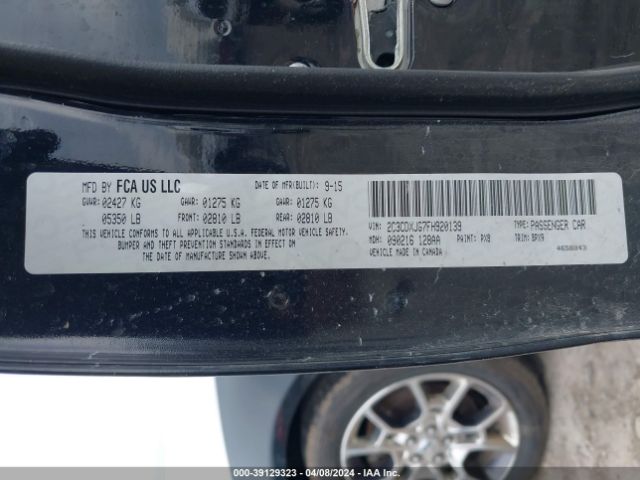 MFD BY FCA US LLC DATE OF MFR(BUILT): 9-15
GVWR: 02427 KG GAWR: 01275 KG GAWR: 01275 KG
05350 LB FRONT: 02810 LB REAR: 02810 LB
THIS VEHICLE CONFORMS TO ALL APPLICABLE U.S.A. FEDERAL MOTOR VEHICLE SAFETY,
BUMPER AND THEFT PREVENTION STANDARDS IN EFFECT ON
THE DATE OF MANUFACTURE SHOWN ABOVE.
VIN: 2C3CDXJG7FH920139 TYPE: PASSENGER CAR
MDH: 090216 128AA PAINT: PX8 TRIM: BPX9
VEHICLE MADE IN CANADA 4658843
000-39129323 - 04/08/2024 - IAA Inc.